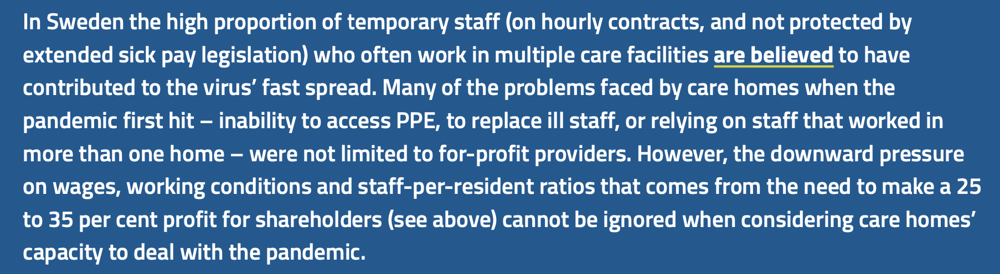 In Sweden the high proportion of temporary staff (on hourly contracts, and not protected by
extended sick pay legislation) who often work in multiple care facilities are believed to have
contributed to the virus’ fast spread. Many of the problems faced by care homes when the
pandemic first hit – inability to access PPE, to replace ill staff, or relying on staff that worked in
more than one home – were not limited to for-profit providers. However, the downward pressure
on wages, working conditions and staff-per-resident ratios that comes from the need to make a 25
to 35 per cent profit for shareholders (see above) cannot be ignored when considering care homes’
capacity to deal with the pandemic.